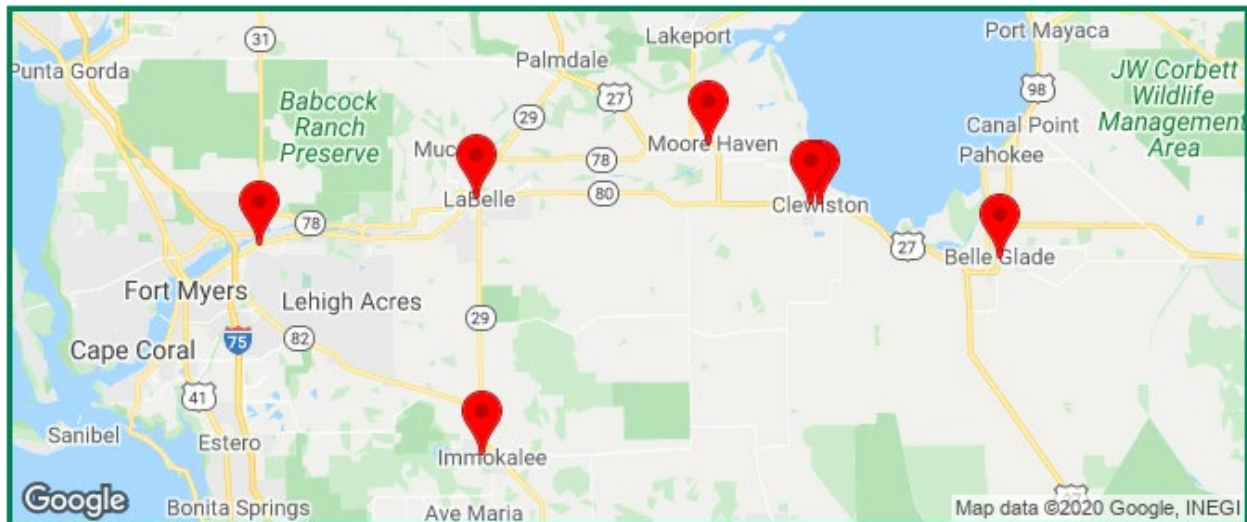 Port Mayaca
Lakeport
31
Punta Gorda
Palmdale
JW Corbett
Wildlife
Management
Area
98
27
Babcock
Ranch
Preserve
29
Canal Point
Muc
78
Moore Haven
Pahokee
LaBelle
80
Clewiston
78
27
Belle Glade
Fort Myers
Lehigh Acres
29
75
82
Cape Coral
41
Sanibel
Estero
Immokalee
27
Google
Bonita Springs
Ave Maria
Map data ©2020 Google, INEGI